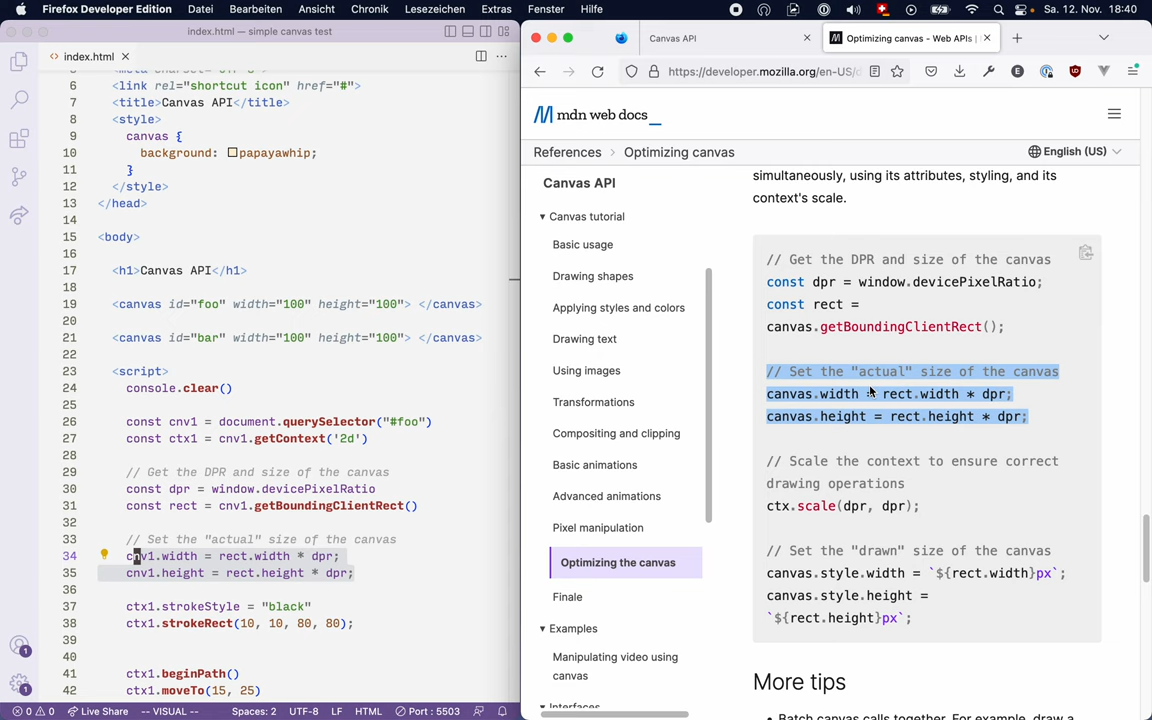 Firefox Developer Edition Datei Bearbeiten Ansicht Chronik Lesezeichen Extras Fenster Hilfe Sa. 12. Nov. 18:40
index.html — simple canvas test
index.html
6 <link rel="shortcut icon" href="#">
7 <title>Canvas API</title>
8 <style>
9 canvas {
10 background: papayawhip;
11 }
12 </style>
13 </head>
14
15 <body>
16
17 <h1>Canvas API</h1>
18
19 <canvas id="foo" width="100" height="100"> </canvas>
20
21 <canvas id="bar" width="100" height="100"> </canvas>
22
23 <script>
24 console.clear()
25
26 const cnv1 = document.querySelector("#foo")
27 const ctx1 = cnv1.getContext('2d')
28
29 // Get the DPR and size of the canvas
30 const dpr = window.devicePixelRatio
31 const rect = cnv1.getBoundingClientRect()
32
33 // Set the "actual" size of the canvas
34 cnv1.width = rect.width * dpr;
35 cnv1.height = rect.height * dpr;
36
37 ctx1.strokeStyle = "black"
38 ctx1.strokeRect(10, 10, 80, 80);
39
40
41 ctx1.beginPath()
42 ctx1.moveTo(15, 25)
1
1
0 0 Live Share -- VISUAL -- Spaces: 2 UTF-8 LF HTML Port : 5503
Canvas API
Optimizing canvas - Web APIs |
https://developer.mozilla.org/en-US/
mdn web docs_
References > Optimizing canvas English (US)
Canvas API
Canvas tutorial
Basic usage
Drawing shapes
Applying styles and colors
Drawing text
Using images
Transformations
Compositing and clipping
Basic animations
Advanced animations
Pixel manipulation
Optimizing the canvas
Finale
Examples
Manipulating video using
canvas
Interfaces
simultaneously, using its attributes, styling, and its
context's scale.
// Get the DPR and size of the canvas
const dpr = window.devicePixelRatio;
const rect =
canvas.getBoundingClientRect();
// Set the "actual" size of the canvas
canvas.width = rect.width * dpr;
canvas.height = rect.height * dpr;
// Scale the context to ensure correct
drawing operations
ctx.scale(dpr, dpr);
// Set the "drawn" size of the canvas
canvas.style.width = `${rect.width}px`;
canvas.style.height =
`${rect.height}px`;
More tips
• Batch canvas calls together. For example, draw a